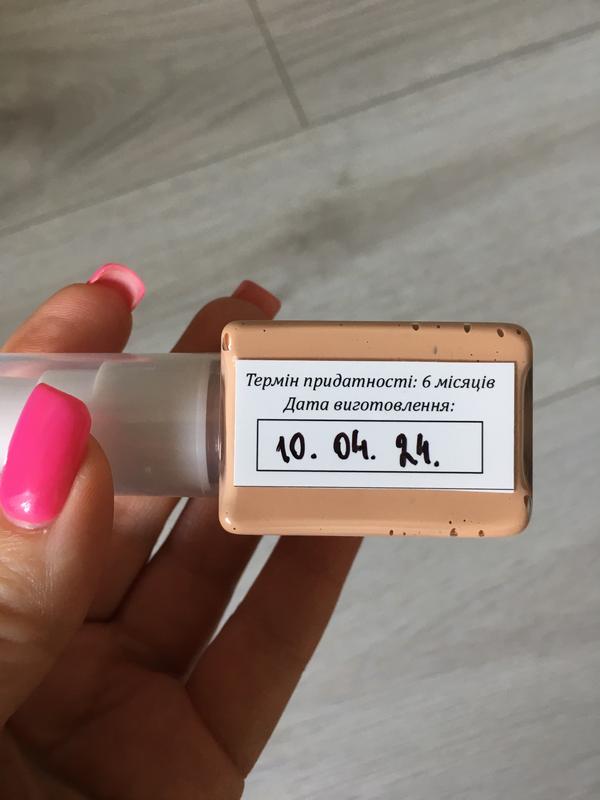 Термін придатності: 6 місяців
Дата виготовлення:
10. 04. 24.